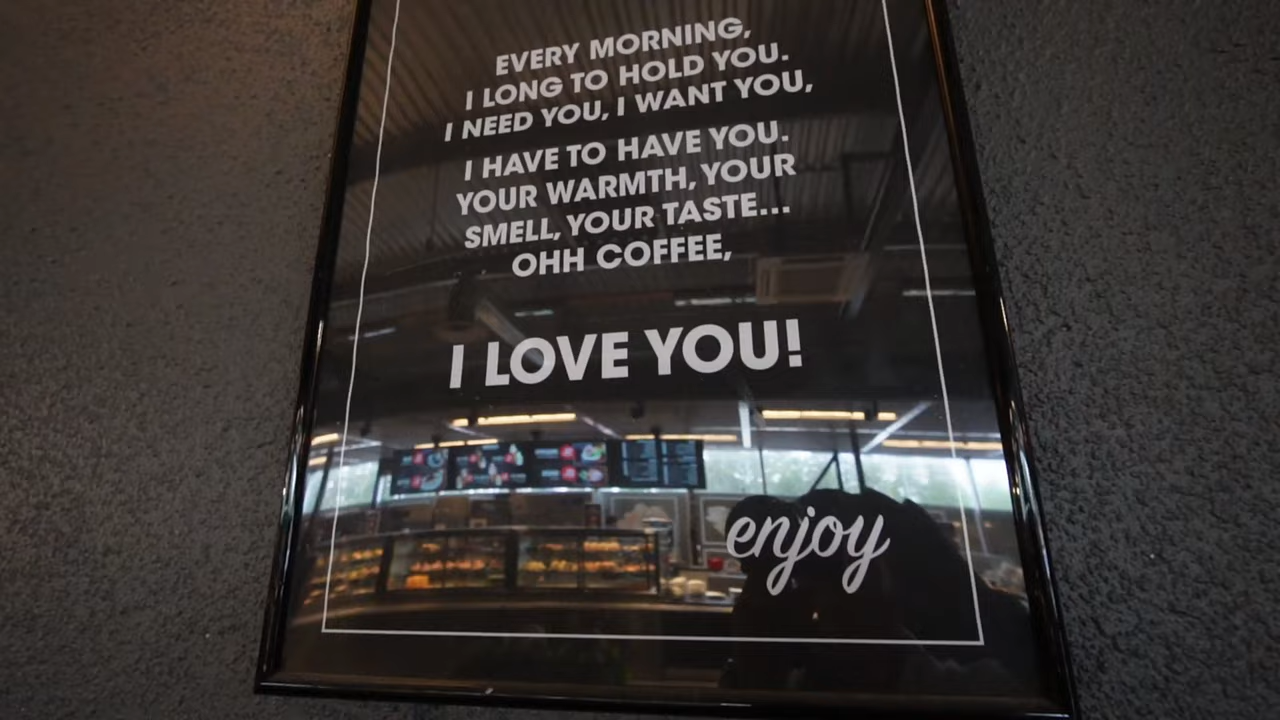 EVERY MORNING,
I LONG TO HOLD YOU.
I NEED YOU, I WANT YOU,
I HAVE TO HAVE YOU.
YOUR WARMTH, YOUR
SMELL, YOUR TASTE...
OHH COFFEE,
I LOVE YOU!
enjoy